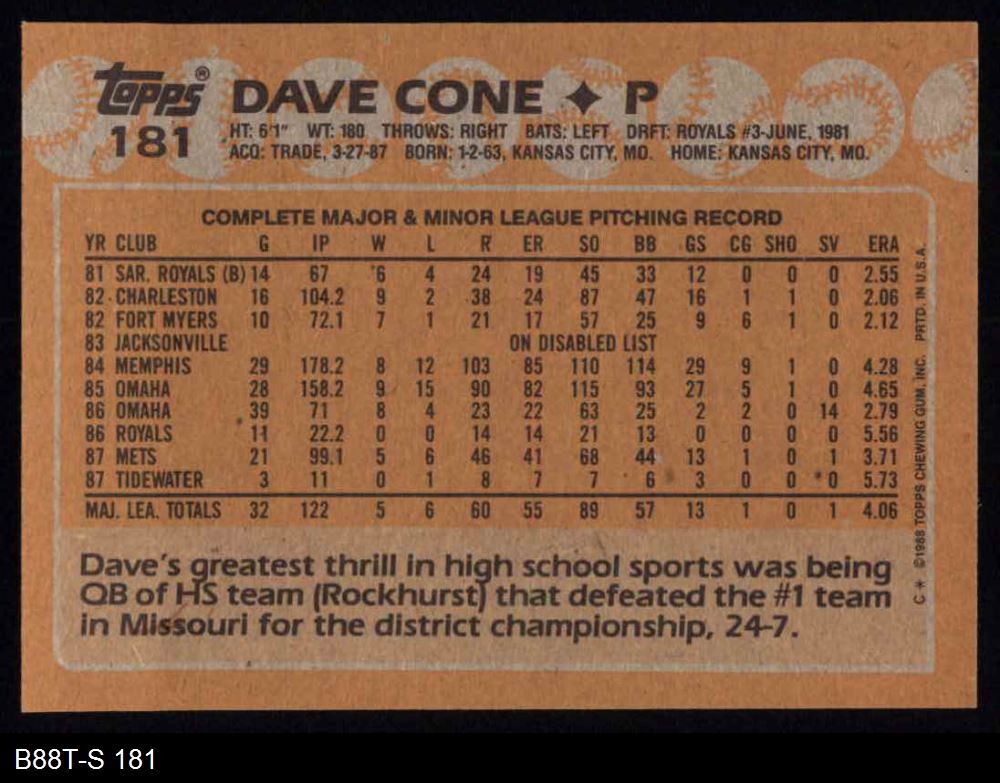 topps® DAVE CONE ✦ P
181 HT: 6'1" WT: 180 THROWS: RIGHT BATS: LEFT DRFT: ROYALS #3-JUNE, 1981
ACQ: TRADE, 3-27-87 BORN: 1-2-63, KANSAS CITY, MO. HOME: KANSAS CITY, MO.
COMPLETE MAJOR & MINOR LEAGUE PITCHING RECORD
YR CLUB G IP W L R ER SO BB GS CG SHO SV ERA
81 SAR. ROYALS (B) 14 67 6 4 24 19 45 33 12 0 0 0 2.55
82 CHARLESTON 16 104.2 9 2 38 24 87 47 16 1 1 0 2.06
82 FORT MYERS 10 72.1 7 1 21 17 57 25 9 6 1 0 2.12
83 JACKSONVILLE ON DISABLED LIST
84 MEMPHIS 29 178.2 8 12 103 85 110 114 29 9 1 0 4.28
85 OMAHA 28 158.2 9 15 90 82 115 93 27 5 1 0 4.65
86 OMAHA 39 71 8 4 23 22 63 25 2 2 0 14 2.79
86 ROYALS 11 22.2 0 0 14 14 21 13 0 0 0 0 5.56
87 METS 21 99.1 5 6 46 41 68 44 13 1 0 1 3.71
87 TIDEWATER 3 11 0 1 8 7 7 6 3 0 0 0 5.73
MAJ. LEA. TOTALS 32 122 5 6 60 55 89 57 13 1 0 1 4.06
Dave's greatest thrill in high school sports was being
QB of HS team (Rockhurst) that defeated the #1 team
in Missouri for the district championship, 24-7.
C * ©1988 TOPPS CHEWING GUM, INC. PRTD. IN U.S.A.
B88T-S 181